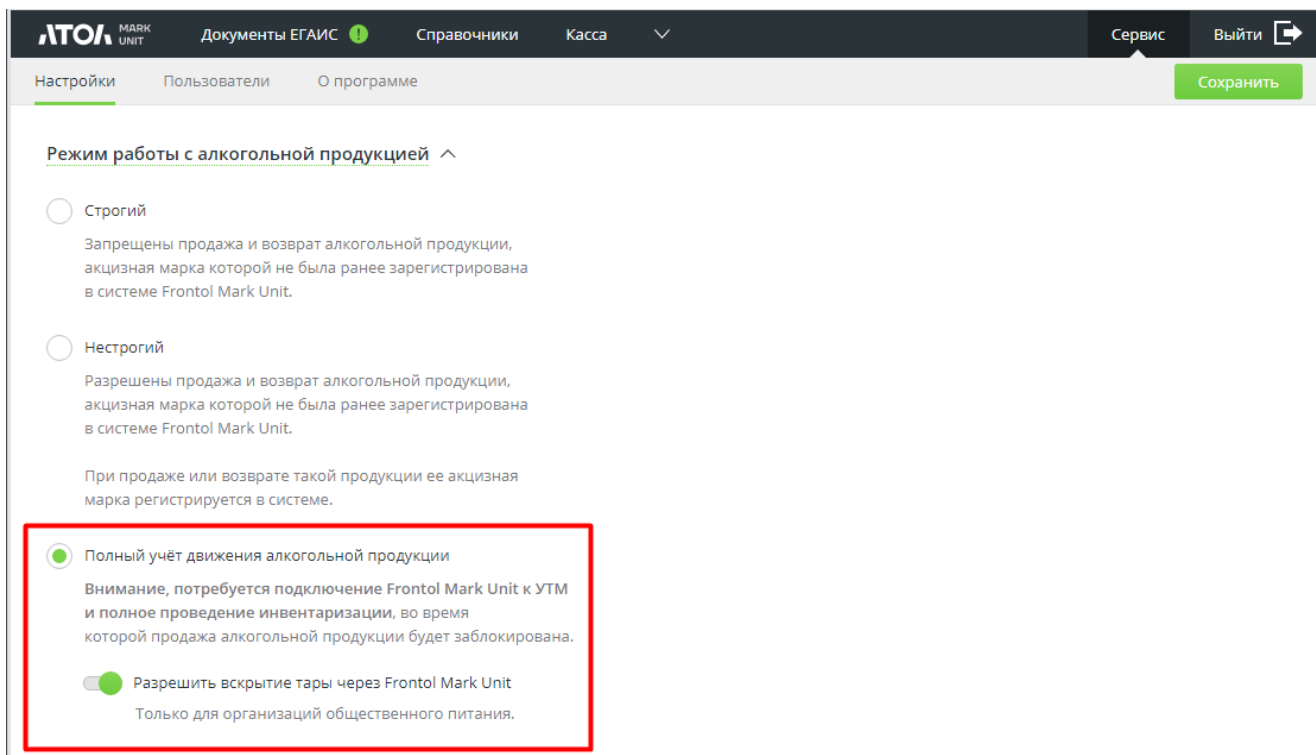 АТОЛ MARK UNIT Документы ЕГАИС ! Справочники Касса Сервис Выйти
Настройки Пользователи О программе Сохранить
Режим работы с алкогольной продукцией
Строгий
Запрещены продажа и возврат алкогольной продукции,
акцизная марка которой не была ранее зарегистрирована
в системе Frontol Mark Unit.
Нестрогий
Разрешены продажа и возврат алкогольной продукции,
акцизная марка которой не была ранее зарегистрирована
в системе Frontol Mark Unit.
При продаже или возврате такой продукции ее акцизная
марка регистрируется в системе.
Полный учёт движения алкогольной продукции
Внимание, потребуется подключение Frontol Mark Unit к УТМ
и полное проведение инвентаризации, во время
которой продажа алкогольной продукции будет заблокирована.
Разрешить вскрытие тары через Frontol Mark Unit
Только для организаций общественного питания.